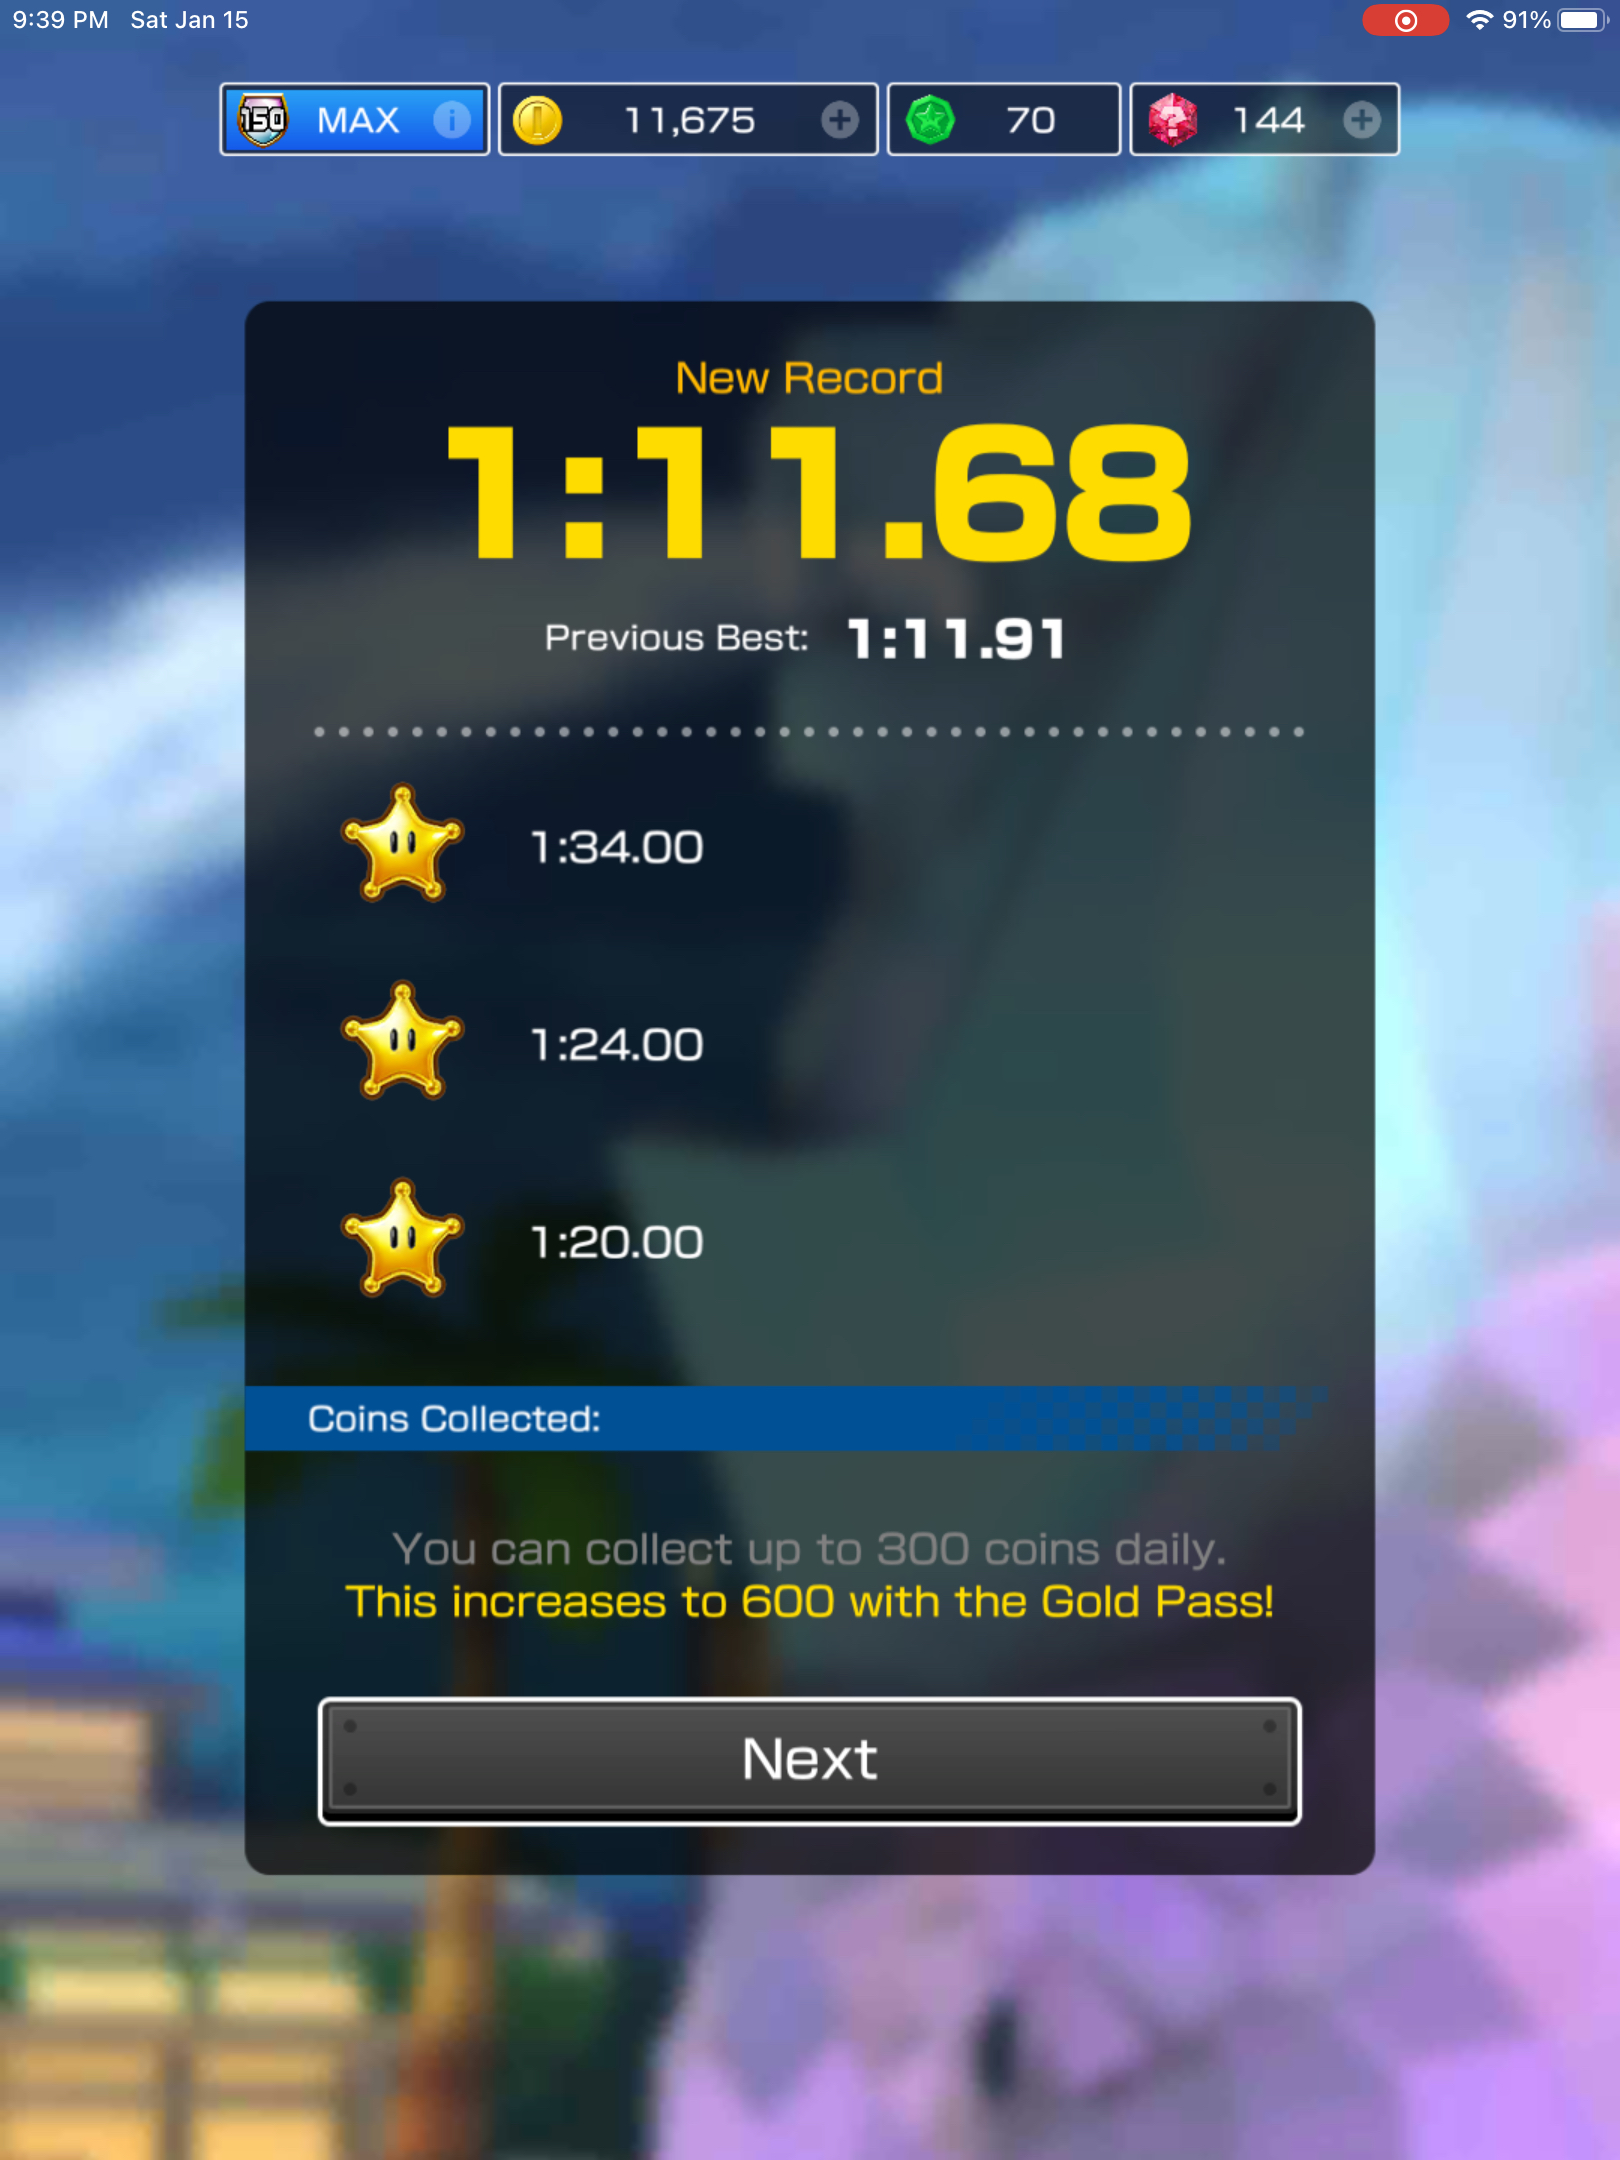 9:39 PM Sat Jan 15 91%
150 MAX i 11,675 + 70 ? 144 +
New Record
1:11.68
Previous Best: 1:11.91
1:34.00
1:24.00
1:20.00
Coins Collected:
You can collect up to 300 coins daily.
This increases to 600 with the Gold Pass!
Next